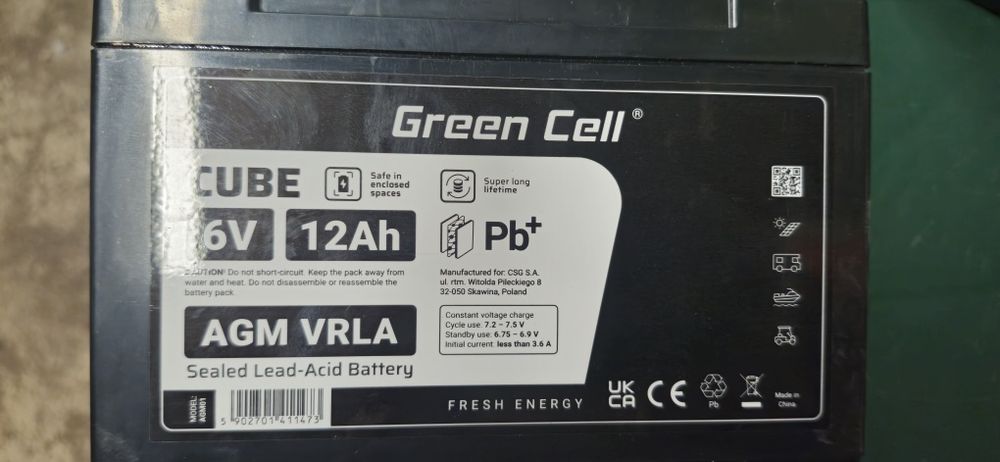 Green Cell ®
CUBE
Safe in
enclosed
spaces
Super long
lifetime
6V
12Ah
Pb+
CAUTION! Do not short-circuit. Keep the pack away from
water and heat. Do not disassemble or reassemble the
battery pack.
Manufactured for: CSG S.A.
ul. rtm. Witolda Pileckiego 8
32-050 Skawina, Poland
AGM VRLA
Sealed Lead-Acid Battery
Constant voltage charge
Cycle use: 7.2 – 7.5 V
Standby use: 6.75 – 6.9 V
Initial current: less than 3.6 A
MODEL:
AGM01
5 902701 411473
FRESH ENERGY
UK
CA
CE
Pb
Made in
China